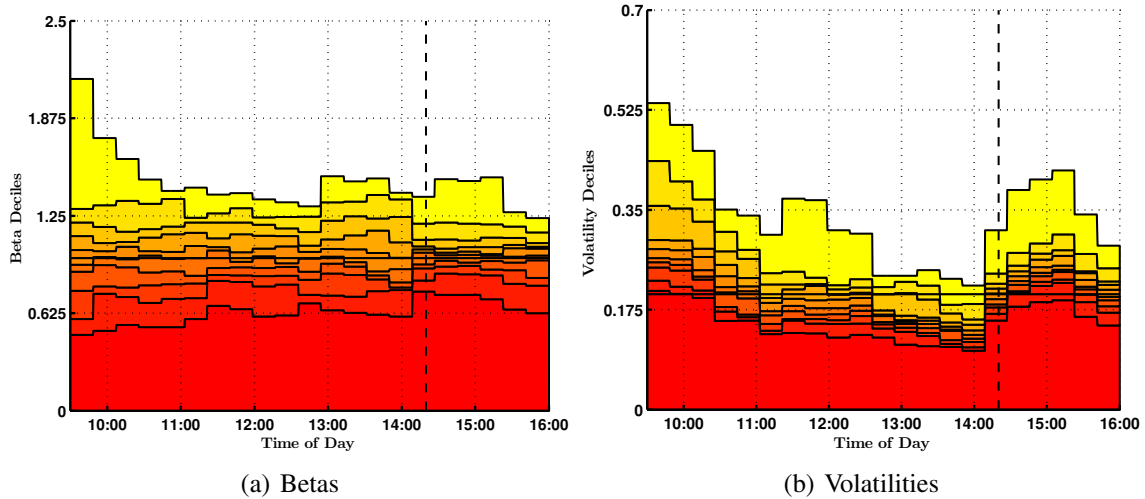 2.5
1.875
1.25
0.625
0
Beta Deciles
10:00 11:00 12:00 13:00 14:00 15:00 16:00
Time of Day
(a) Betas
0.7
0.525
0.35
0.175
0
Volatility Deciles
10:00 11:00 12:00 13:00 14:00 15:00 16:00
Time of Day
(b) Volatilities